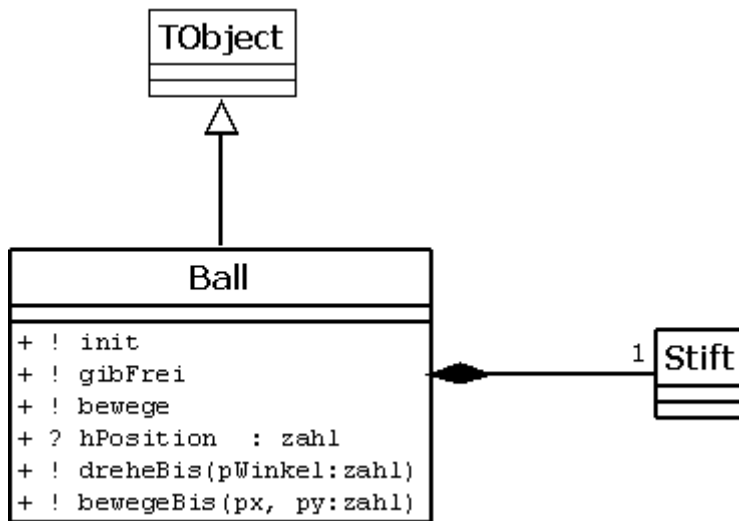 TObject
Ball
+ ! init
+ ! gibFrei
+ ! bewege
+ ? hPosition : zahl
+ ! dreheBis(pWinkel:zahl)
+ ! bewegeBis(px, py:zahl)
1
Stift